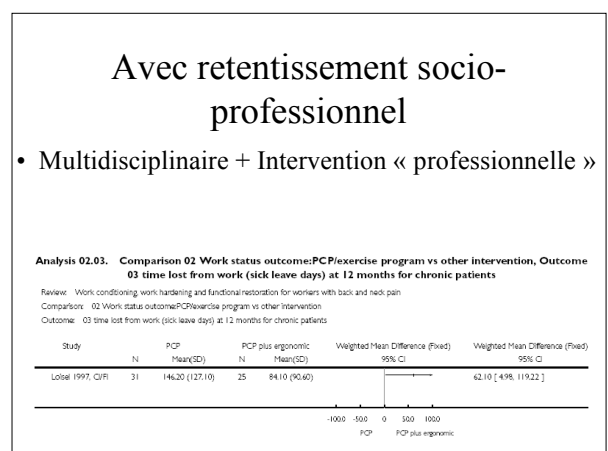 Avec retentissement socio-
professionnel
• Multidisciplinaire + Intervention « professionnelle »
Analysis 02.03. Comparison 02 Work status outcome:PCP/exercise program vs other intervention, Outcome
03 time lost from work (sick leave days) at 12 months for chronic patients
Review: Work conditioning, work hardening and functional restoration for workers with back and neck pain
Comparison: 02 Work status outcome:PCP/exercise program vs other intervention
Outcome: 03 time lost from work (sick leave days) at 12 months for chronic patients
Study PCP PCP plus ergonomic Weighted Mean Difference (Fixed) Weighted Mean Difference (Fixed)
N Mean(SD) N Mean(SD) 95% CI 95% CI
Loisel 1997, CI/FI 31 146.20 (127.10) 25 84.10 (90.60) 62.10 [ 4.98, 119.22 ]
-100.0 -50.0 0 50.0 100.0
PCP PCP plus ergonomic